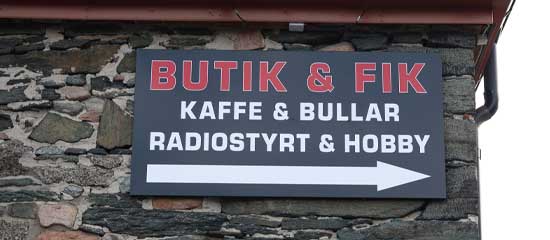 BUTIK & FIK
KAFFE & BULLAR
RADIOSTYRT & HOBBY